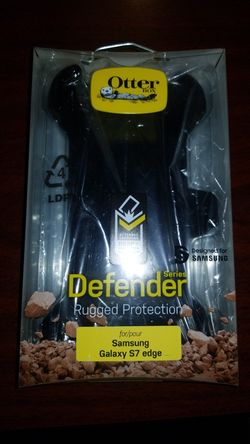 Otter
BOX
4
LDPE
Designed for
SAMSUNG
Defender
Series
Rugged Protection
for/pour
Samsung
Galaxy S7 edge